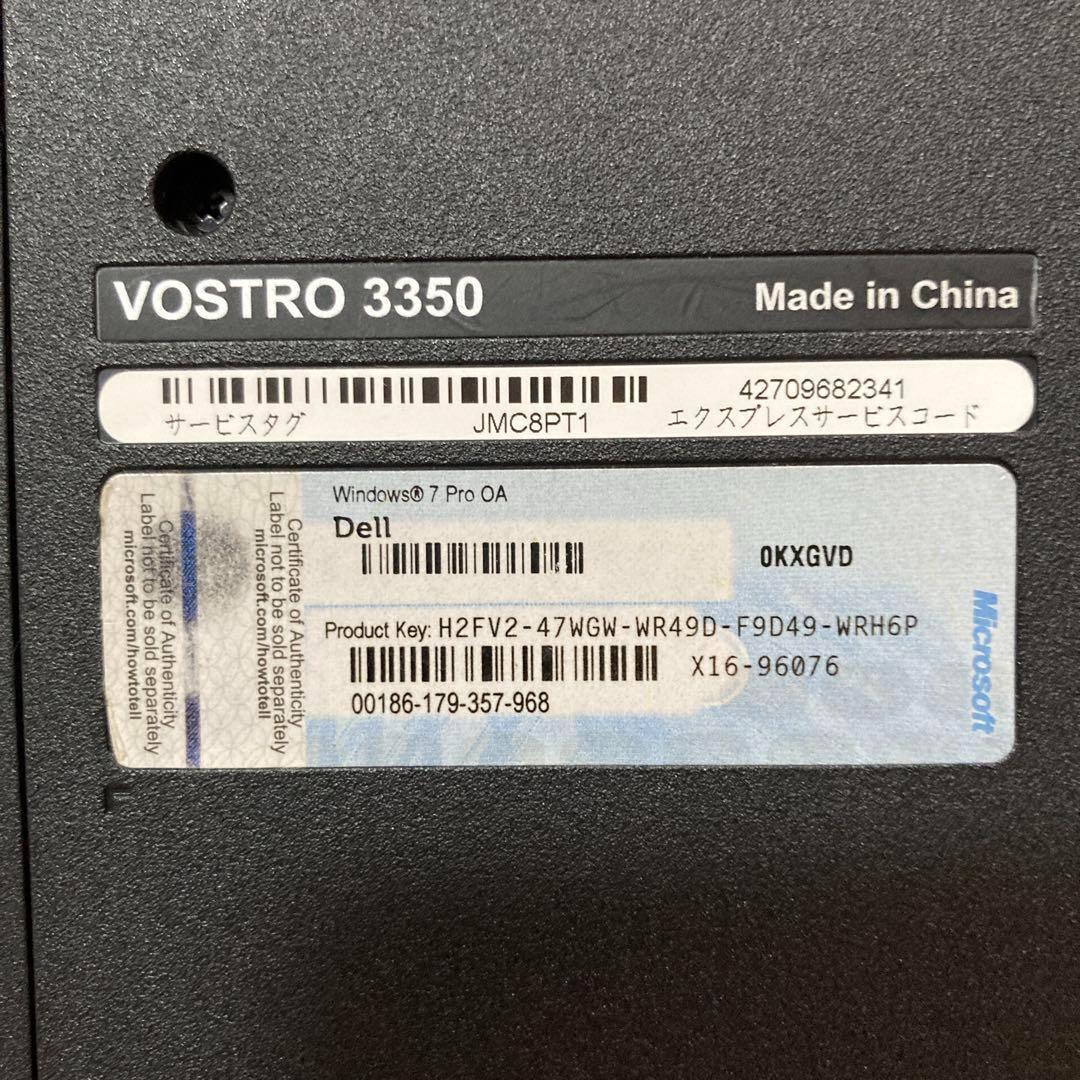 VOSTRO 3350
Made in China
42709682341
サービスタグ
JMC8PT1
エクスプレスサービスコード
Certificate of Authenticity
Label not to be sold separately
microsoft.com/howtotell
Certificate of Authenticity
Label not to be sold separately
microsoft.com/howtotell
Windows® 7 Pro OA
Dell
0KXGVD
Product Key: H2FV2-47WGW-WR49D-F9D49-WRH6P
X16-96076
00186-179-357-968
Microsoft